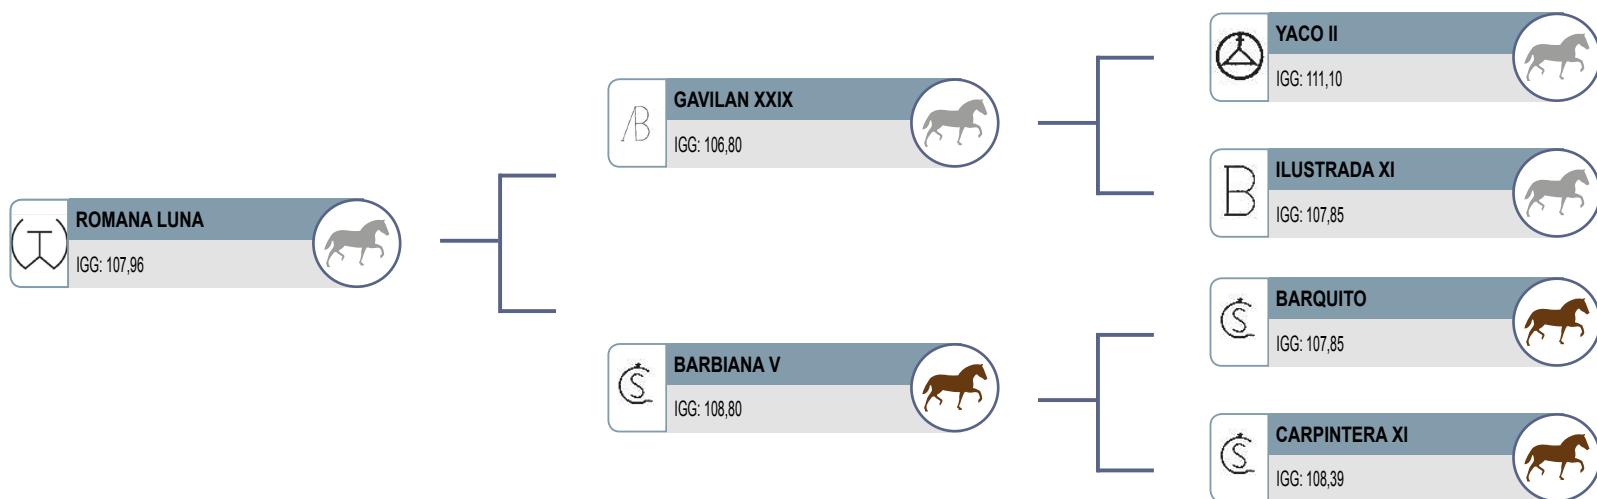 ROMANA LUNA
IGG: 107,96
GAVILAN XXIX
IGG: 106,80
BARBIANA V
IGG: 108,80
YACO II
IGG: 111,10
ILUSTRADA XI
IGG: 107,85
BARQUITO
IGG: 107,85
CARPINTERA XI
IGG: 108,39